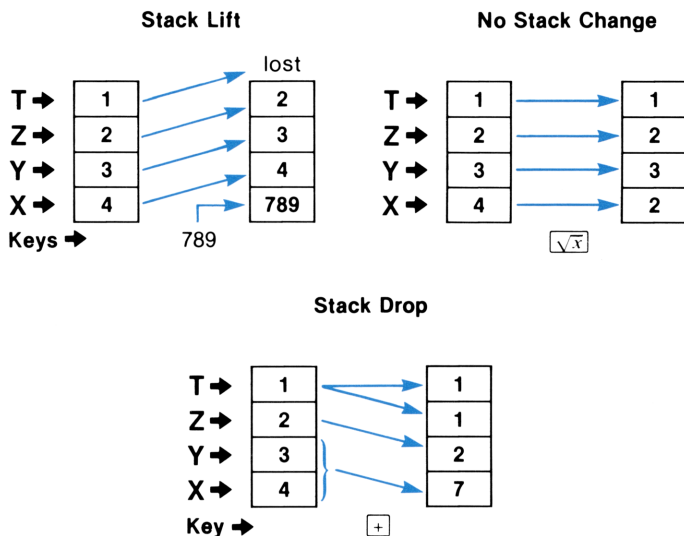 Stack Lift
lost
T → 1 2
Z → 2 3
Y → 3 4
X → 4 789
Keys → 789
No Stack Change
T → 1 1
Z → 2 2
Y → 3 3
X → 4 2
√x
Stack Drop
T → 1 1
Z → 2 1
Y → 3 2
X → 4 7
Key → +